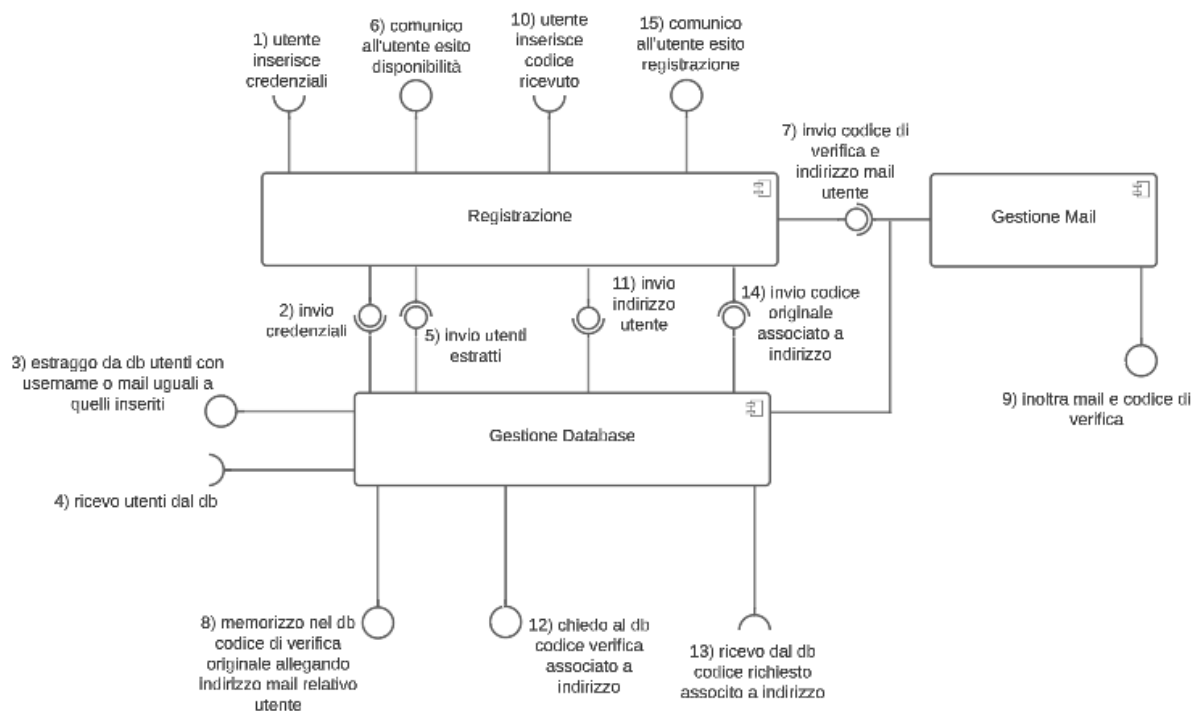 1) utente
inserisce
credenziali
6) comunico
all'utente esito
disponibilità
10) utente
inserisce
codice
ricevuto
15) comunico
all'utente esito
registrazione
7) invio codice di
verifica e
indirizzo mail
utente
Registrazione
Gestione Mail
2) invio
credenziali
5) invio utenti
estratti
11) invio
indirizzo
utente
14) invio codice
originale
associato a
indirizzo
3) estraggo da db utenti con
username o mail uguali a
quelli inseriti
9) inoltra mail e codice di
verifica
Gestione Database
4) ricevo utenti dal db
8) memorizzo nel db
codice di verifica
originale allegando
indirizzo mail relativo
utente
12) chiedo al db
codice verifica
associato a
indirizzo
13) ricevo dal db
codice richiesto
associto a indirizzo